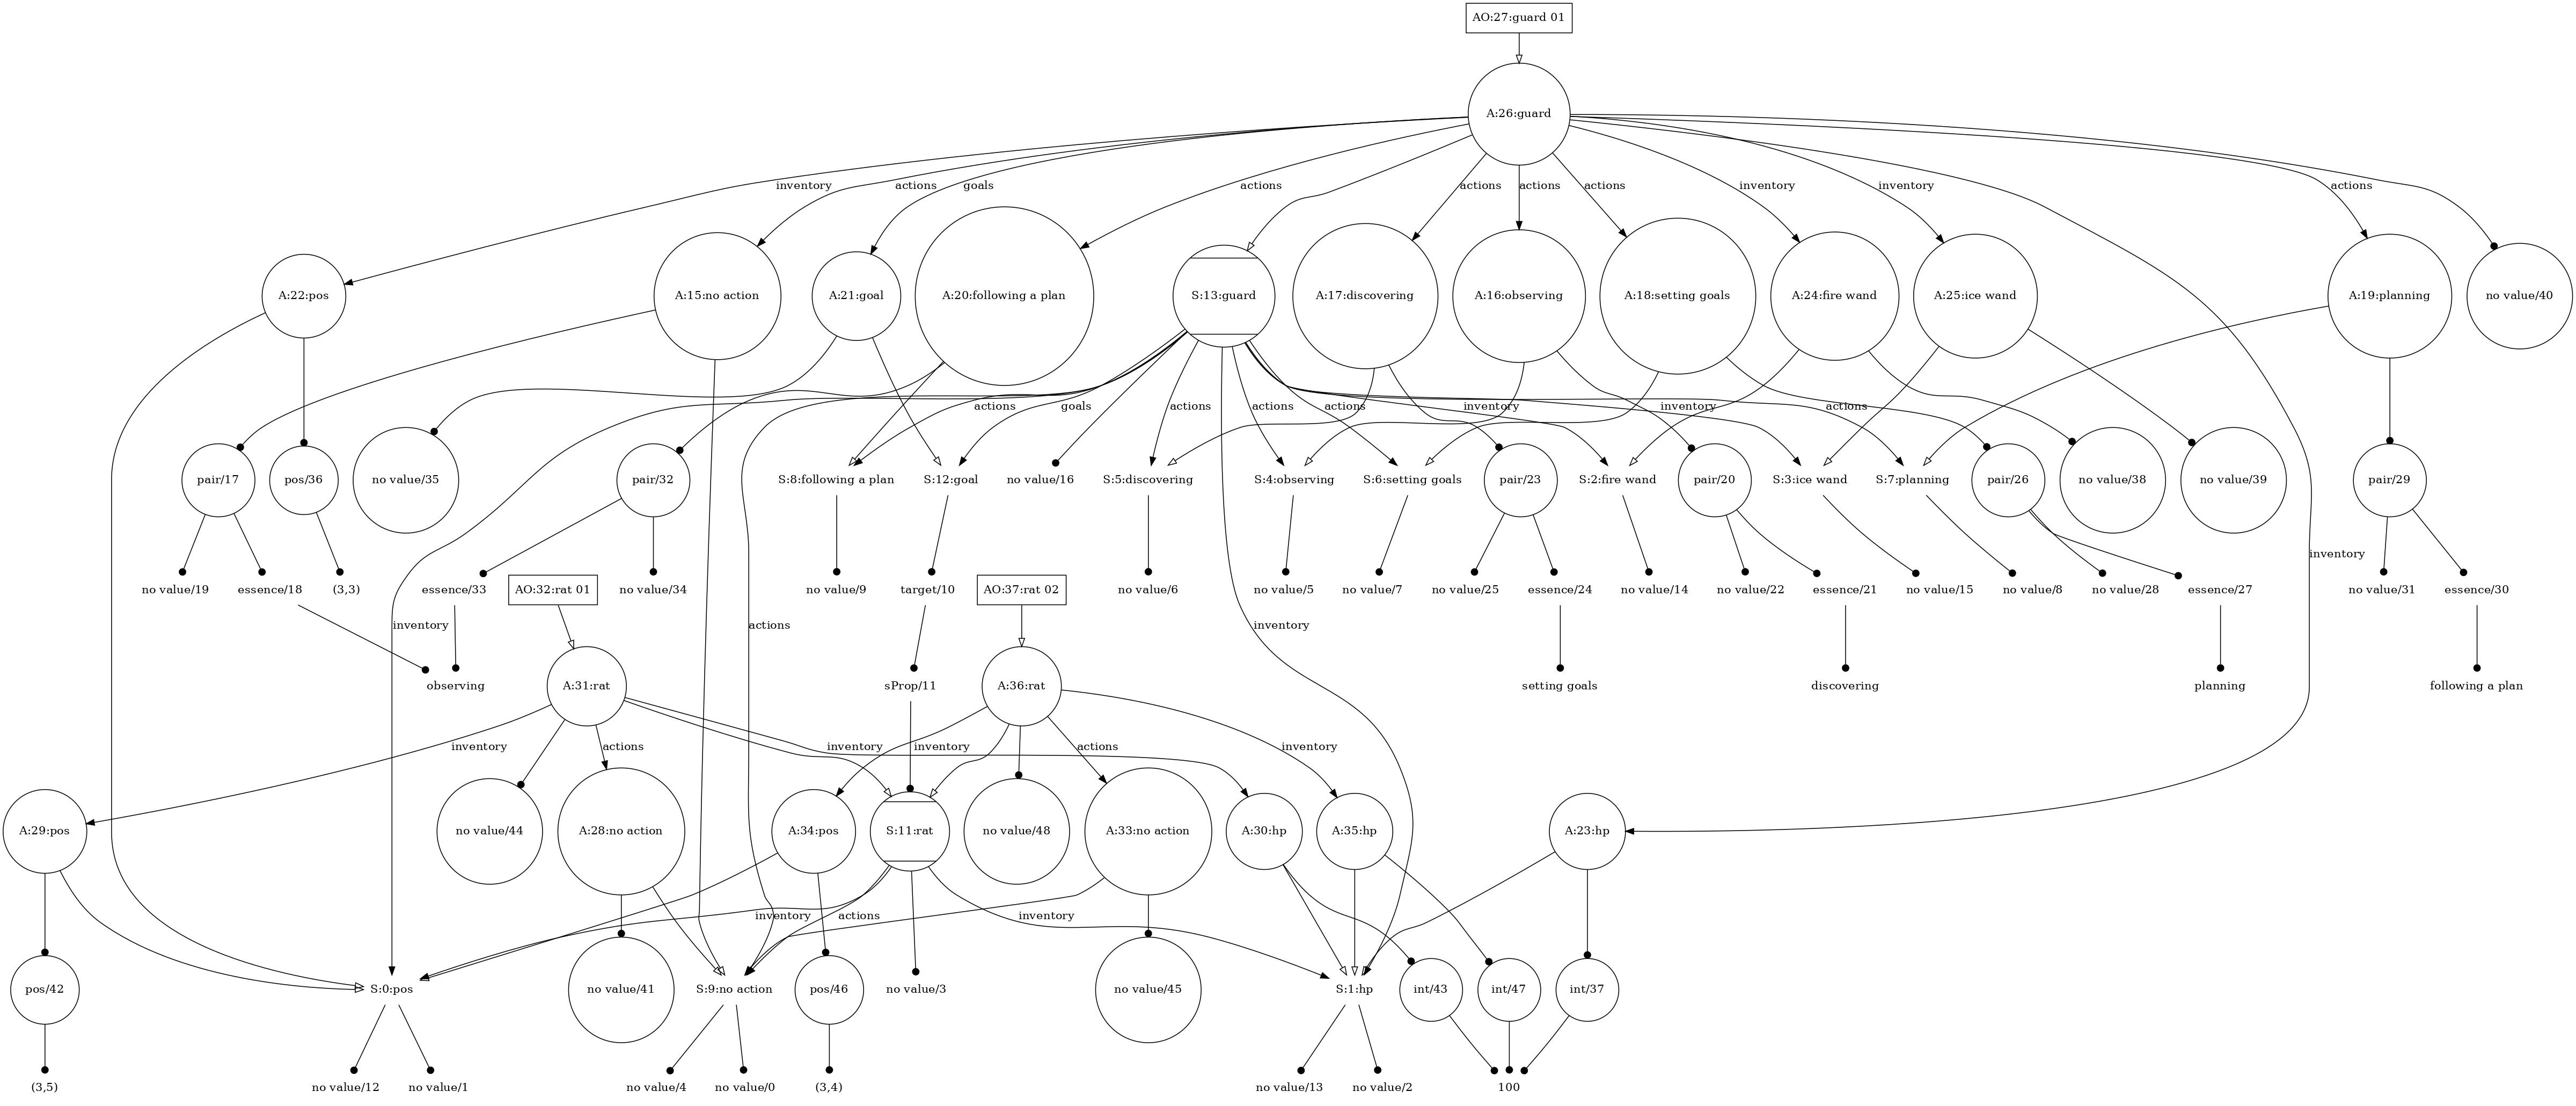 AO:27:guard 01
A:26:guard
inventory
actions
goals
actions
actions
actions
actions
inventory
inventory
actions
A:22:pos
A:15:no action
A:21:goal
A:20:following a plan
S:13:guard
A:17:discovering
A:16:observing
A:18:setting goals
A:24:fire wand
A:25:ice wand
A:19:planning
no value/40
actions
goals
actions
actions
actions
inventory
inventory
actions
pair/17
pos/36
no value/35
pair/32
S:8:following a plan
S:12:goal
no value/16
S:5:discovering
S:4:observing
S:6:setting goals
pair/23
S:2:fire wand
pair/20
S:3:ice wand
S:7:planning
pair/26
no value/38
no value/39
pair/29
inventory
no value/19
essence/18
(3,3)
essence/33
AO:32:rat 01
no value/34
no value/9
target/10
AO:37:rat 02
no value/6
no value/5
no value/7
no value/25
essence/24
no value/14
no value/22
essence/21
no value/15
no value/8
no value/28
essence/27
no value/31
essence/30
inventory
actions
inventory
observing
A:31:rat
sProp/11
A:36:rat
setting goals
discovering
planning
following a plan
inventory
actions
inventory
inventory
actions
inventory
A:29:pos
no value/44
A:28:no action
A:34:pos
S:11:rat
no value/48
A:33:no action
A:30:hp
A:35:hp
A:23:hp
inventory
actions
inventory
pos/42
S:0:pos
no value/41
S:9:no action
pos/46
no value/3
no value/45
S:1:hp
int/43
int/47
int/37
(3,5)
no value/12
no value/1
no value/4
no value/0
(3,4)
no value/13
no value/2
100